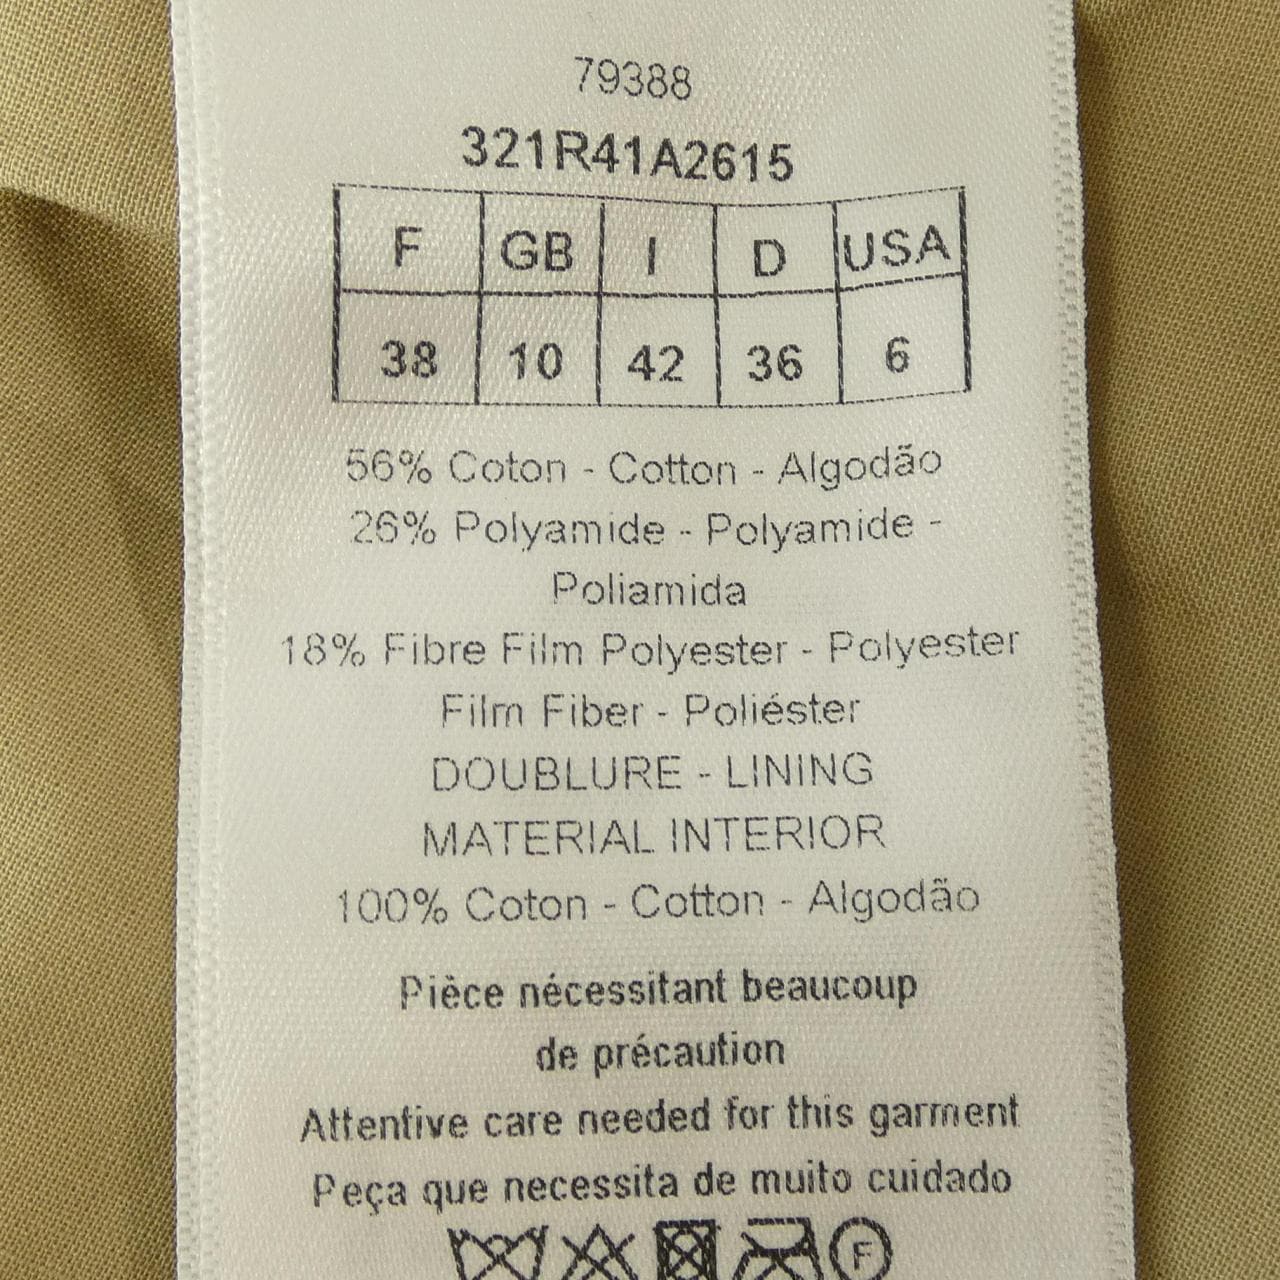 79388
321R41A2615
F GB I D USA
38 10 42 36 6
56% Coton - Cotton - Algodão
26% Polyamide - Polyamide -
Poliamida
18% Fibre Film Polyester - Polyester
Film Fiber - Poliéster
DOUBLURE - LINING
MATERIAL INTERIOR
100% Coton - Cotton - Algodão
Pièce nécessitant beaucoup
de précaution
Attentive care needed for this garment
Peça que necessita de muito cuidado
F